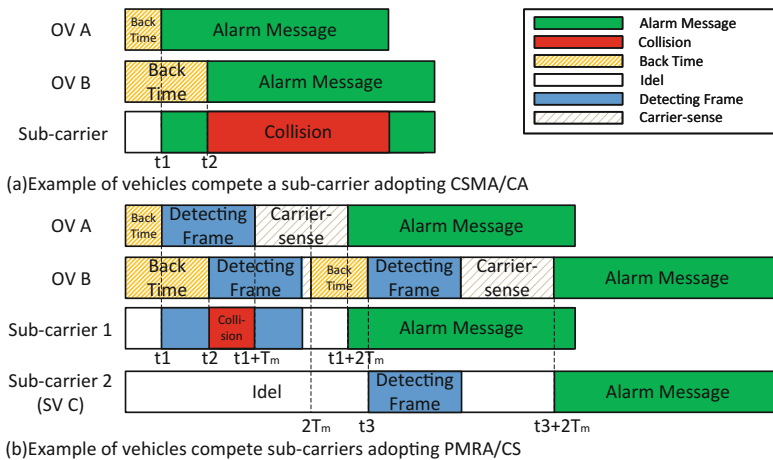 OV A
Back
Time
Alarm Message
OV B
Back
Time
Alarm Message
Sub-carrier
Collision
t1
t2
Alarm Message
Collision
Back Time
Idel
Detecting Frame
Carrier-sense
(a)Example of vehicles compete a sub-carrier adopting CSMA/CA
OV A
Back
Time
Detecting
Frame
Carrier-
sense
Alarm Message
OV B
Back
Time
Detecting
Frame
Back
Time
Detecting
Frame
Carrier-
sense
Alarm Message
Sub-carrier 1
Colli-
sion
Alarm Message
t1
t2
t1+Tm
t1+2Tm
Sub-carrier 2
(SV C)
Idel
Detecting
Frame
Alarm Message
2Tm
t3
t3+2Tm
(b)Example of vehicles compete sub-carriers adopting PMRA/CS